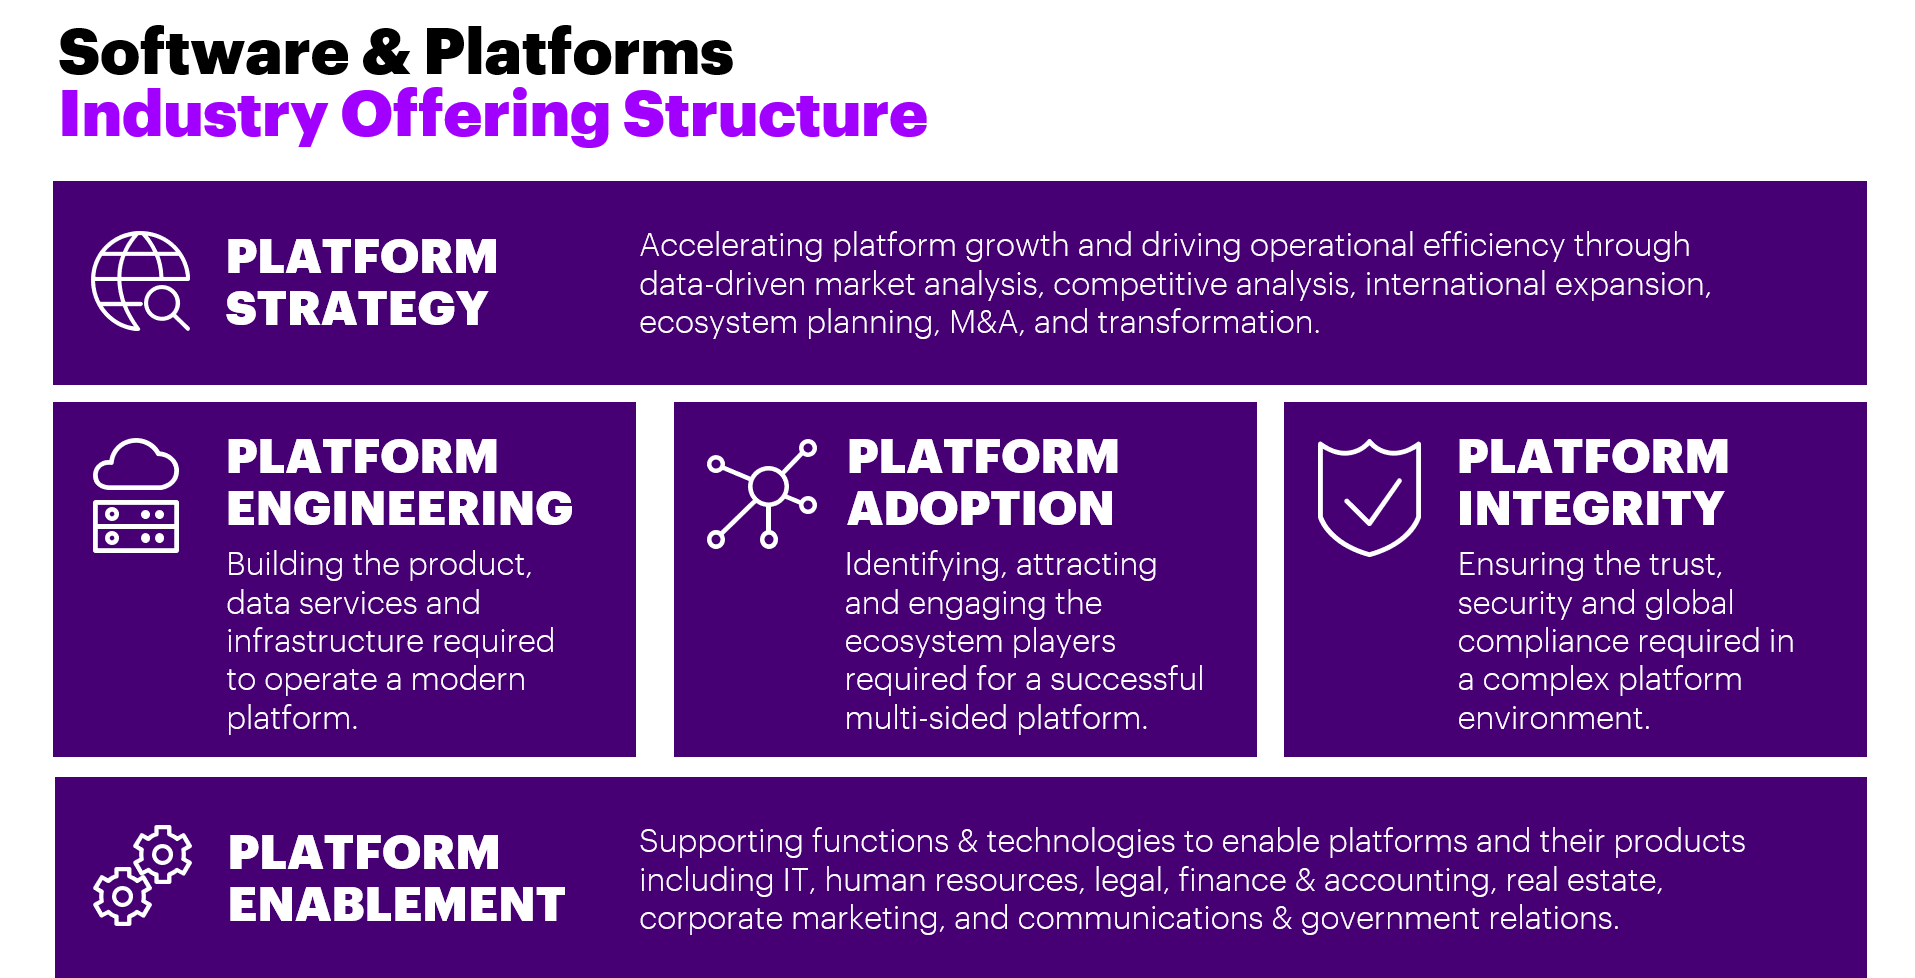 Software & Platforms
Industry Offering Structure
PLATFORM
STRATEGY
Accelerating platform growth and driving operational efficiency through
data-driven market analysis, competitive analysis, international expansion,
ecosystem planning, M&A, and transformation.
PLATFORM
ENGINEERING
Building the product,
data services and
infrastructure required
to operate a modern
platform.
PLATFORM
ADOPTION
Identifying, attracting
and engaging the
ecosystem players
required for a successful
multi-sided platform.
PLATFORM
INTEGRITY
Ensuring the trust,
security and global
compliance required in
a complex platform
environment.
PLATFORM
ENABLEMENT
Supporting functions & technologies to enable platforms and their products
including IT, human resources, legal, finance & accounting, real estate,
corporate marketing, and communications & government relations.